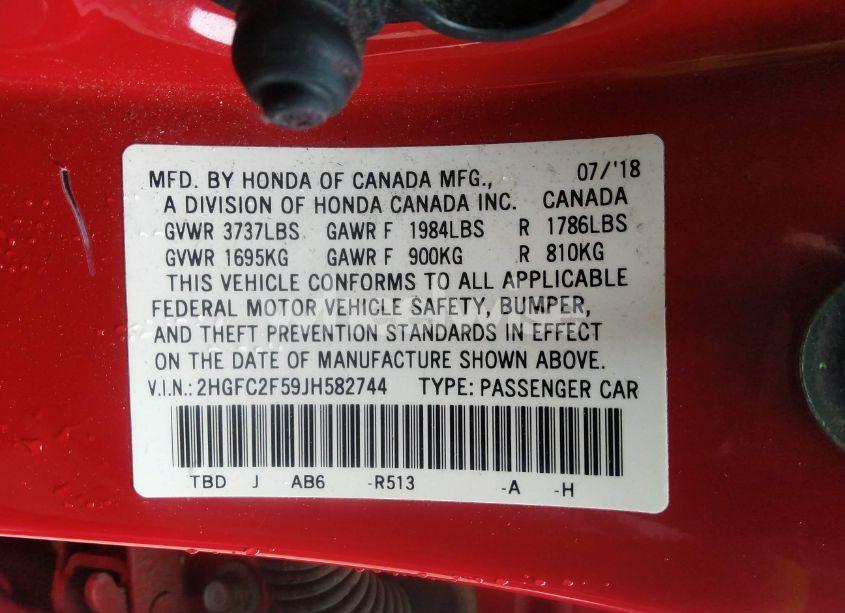 MFD. BY HONDA OF CANADA MFG., 07/'18
A DIVISION OF HONDA CANADA INC. CANADA
GVWR 3737LBS GAWR F 1984LBS R 1786LBS
GVWR 1695KG GAWR F 900KG R 810KG
THIS VEHICLE CONFORMS TO ALL APPLICABLE
FEDERAL MOTOR VEHICLE SAFETY, BUMPER,
AND THEFT PREVENTION STANDARDS IN EFFECT
ON THE DATE OF MANUFACTURE SHOWN ABOVE.
V.I.N.: 2HGFC2F59JH582744 TYPE: PASSENGER CAR
TBD J AB6 -R513 -A -H